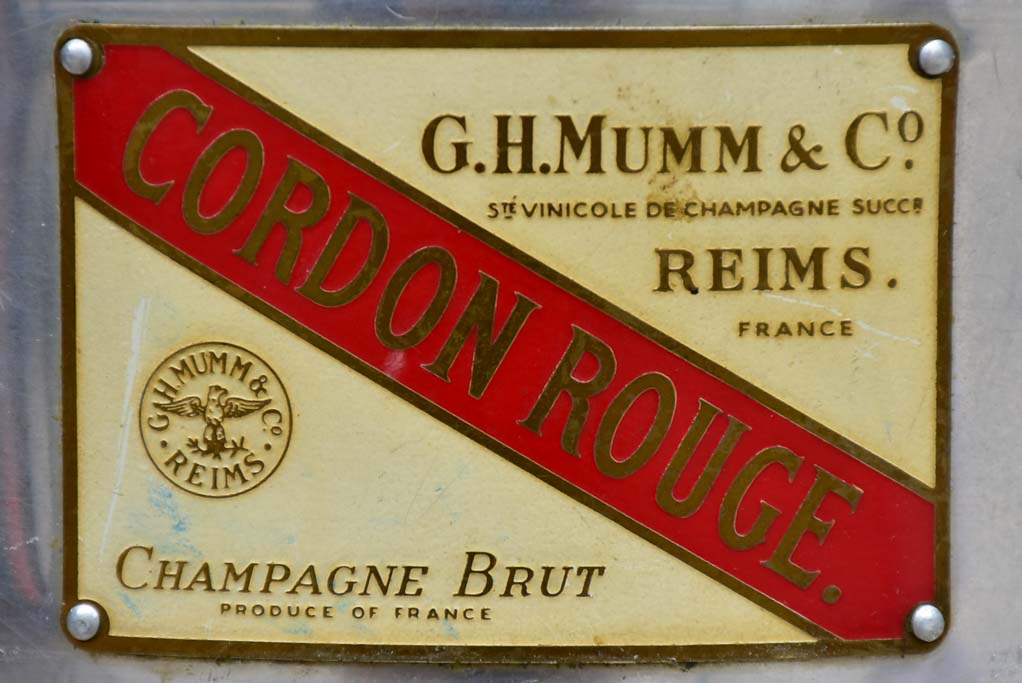 G.H.MUMM & Cº
STÉ VINICOLE DE CHAMPAGNE SUCCR
REIMS.
FRANCE
CORDON ROUGE.
G.H.MUMM & Cº
· REIMS ·
CHAMPAGNE BRUT
PRODUCE OF FRANCE